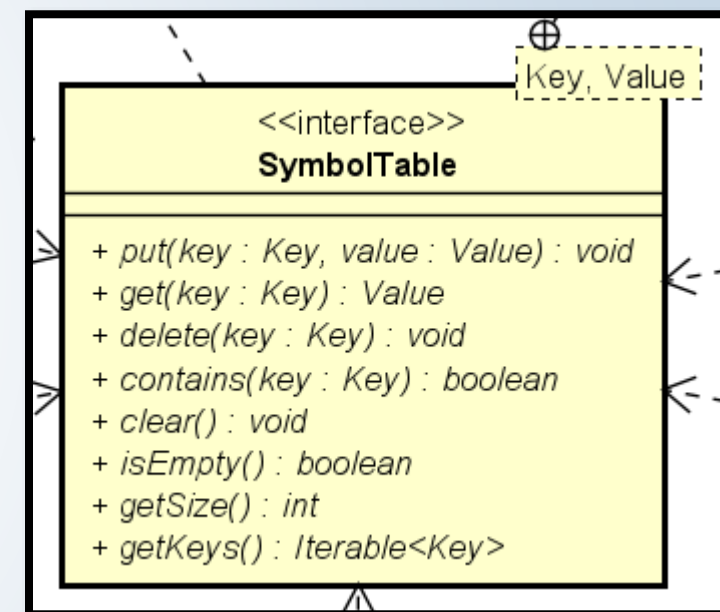 Key, Value
<<interface>>
SymbolTable
+ put(key : Key, value : Value) : void
+ get(key : Key) : Value
+ delete(key : Key) : void
+ contains(key : Key) : boolean
+ clear() : void
+ isEmpty() : boolean
+ getSize() : int
+ getKeys() : Iterable<Key>